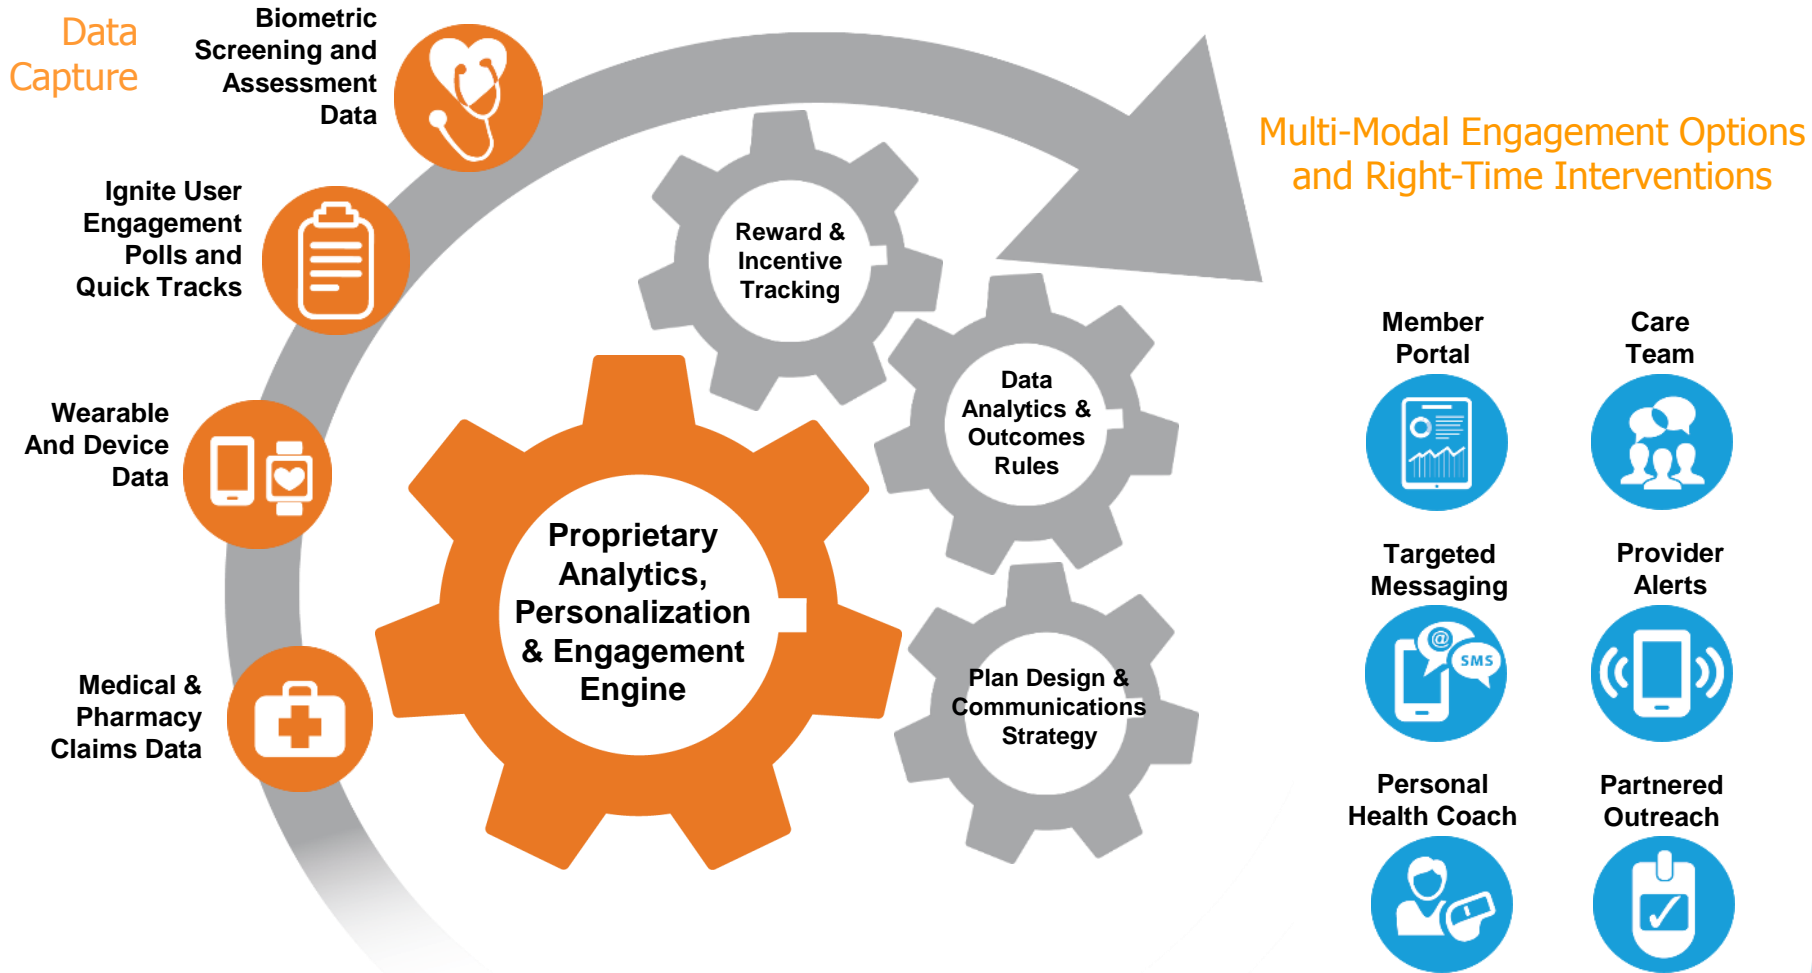 Data
Capture
Biometric
Screening and
Assessment
Data
Ignite User
Engagement
Polls and
Quick Tracks
Wearable
And Device
Data
Medical &
Pharmacy
Claims Data
Reward &
Incentive
Tracking
Data
Analytics &
Outcomes
Rules
Proprietary
Analytics,
Personalization
& Engagement
Engine
Plan Design &
Communications
Strategy
Multi-Modal Engagement Options
and Right-Time Interventions
Member
Portal
Care
Team
Targeted
Messaging
@
SMS
Provider
Alerts
Personal
Health Coach
Partnered
Outreach